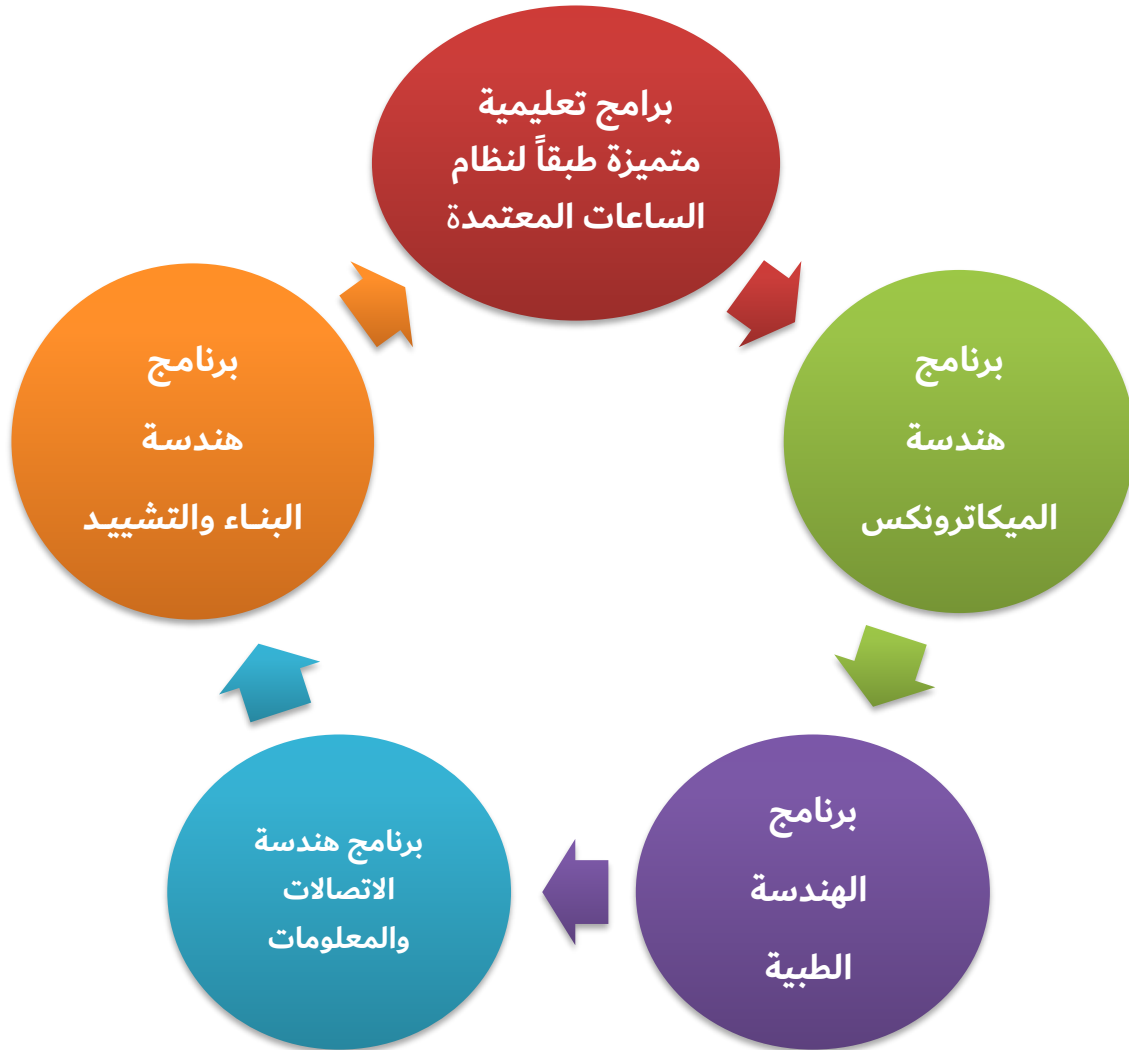 برامج تعليمية
متميزة طبقاً لنظام
الساعات المعتمدة
برنامج
هندسة
الميكاترونكس
برنامج
الهندسة
الطبية
برنامج هندسة
الاتصالات
والمعلومات
برنامج
هندسة
البنـاء والتشييـد